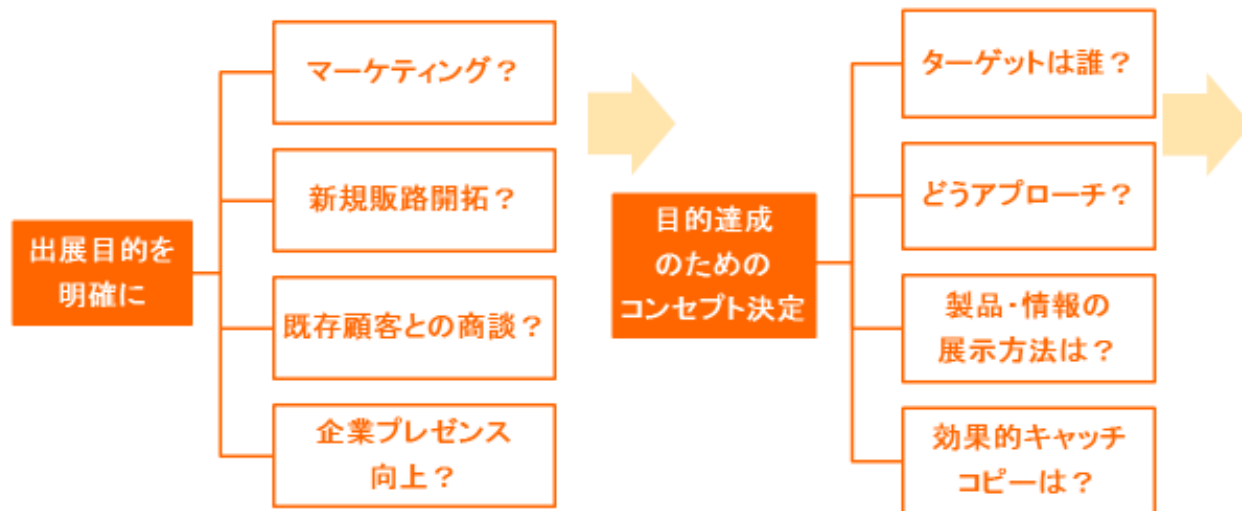 出展目的を
明確に
マーケティング？
新規販路開拓？
既存顧客との商談？
企業プレゼンス
向上？
目的達成
のための
コンセプト決定
ターゲットは誰？
どうアプローチ？
製品・情報の
展示方法は？
効果的キャッチ
コピーは？